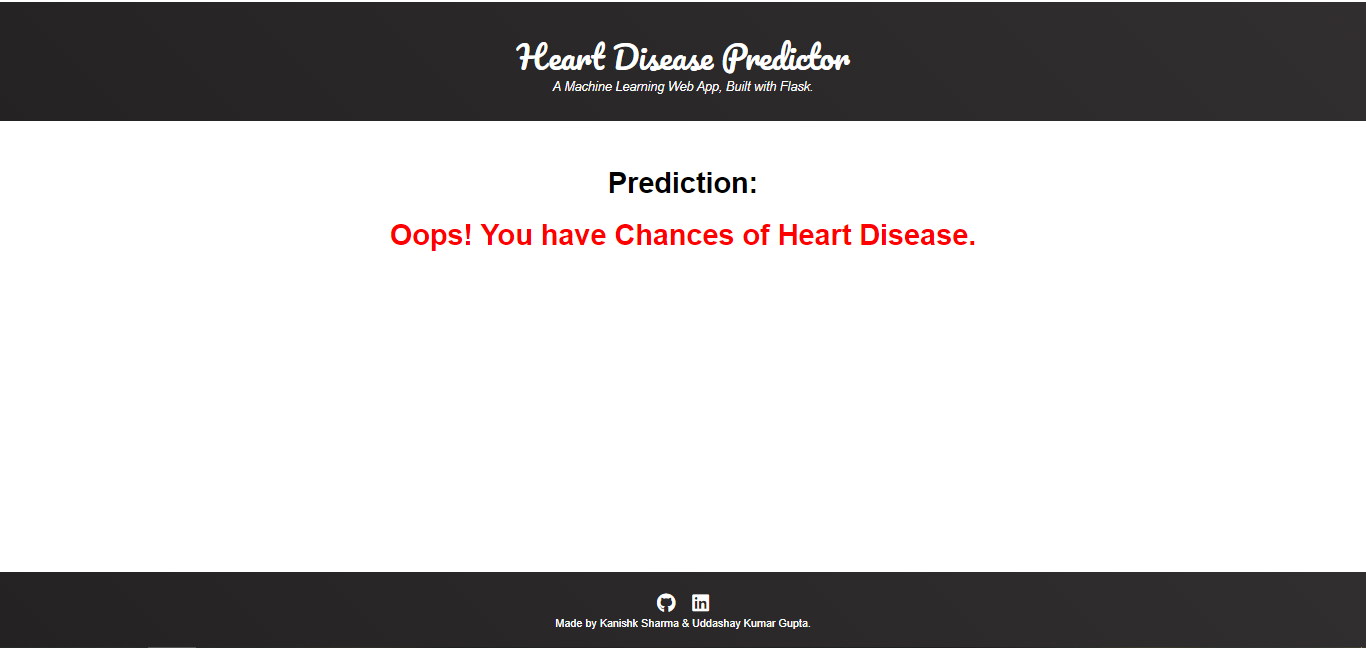 Heart Disease Predictor
A Machine Learning Web App, Built with Flask.
Prediction:
Oops! You have Chances of Heart Disease.
in
Made by Kanishk Sharma & Uddashay Kumar Gupta.